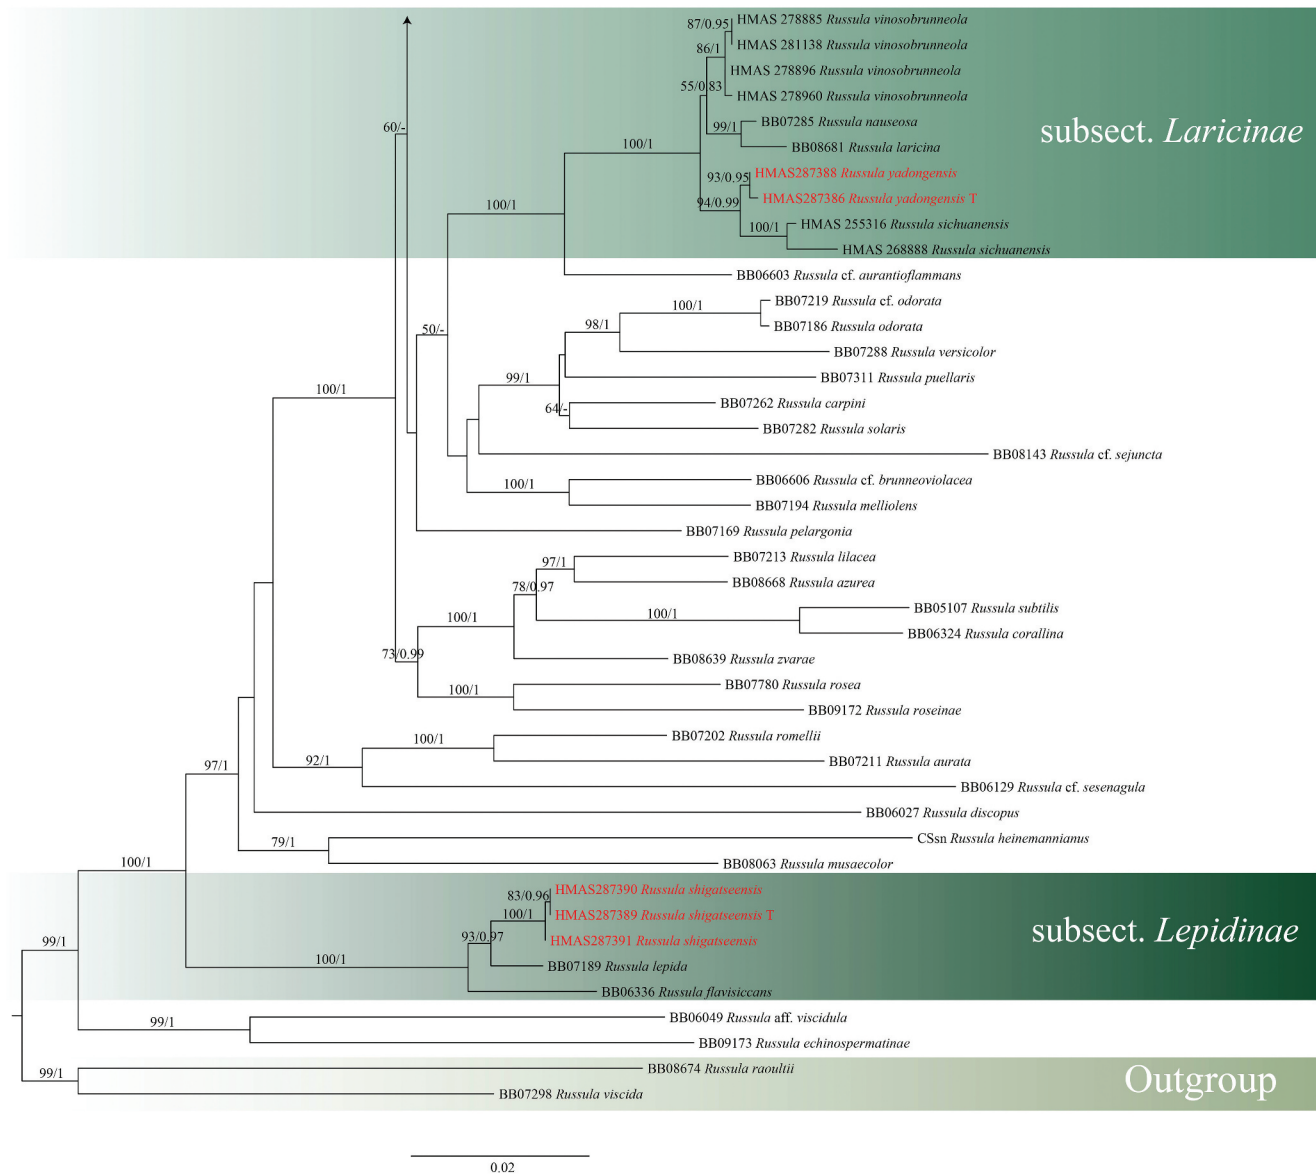 87/0.95
HMAS 278885 Russula vinosobrunneola
HMAS 281138 Russula vinosobrunneola
86/1
HMAS 278896 Russula vinosobrunneola
55/0.83
HMAS 278960 Russula vinosobrunneola
60/-
BB07285 Russula nauseosa
99/1
subsect. Laricinae
100/1
BB08681 Russula laricina
HMAS287388 Russula yadongensis
93/0.95
HMAS287386 Russula yadongensis T
94/0.99
100/1
HMAS 255316 Russula sichuanensis
100/1
HMAS 268888 Russula sichuanensis
BB06603 Russula cf. aurantioflammans
BB07219 Russula cf. odorata
100/1
BB07186 Russula odorata
98/1
50/-
BB07288 Russula versicolor
BB07311 Russula puellaris
99/1
100/1
BB07262 Russula carpini
64/-
BB07282 Russula solaris
BB08143 Russula cf. sejuncta
BB06606 Russula cf. brunneoviolacea
100/1
BB07194 Russula melliolens
BB07169 Russula pelargonia
BB07213 Russula lilacea
97/1
BB08668 Russula azurea
78/0.97
BB05107 Russula subtilis
100/1
100/1
BB06324 Russula corallina
73/0.99
BB08639 Russula zvarae
BB07780 Russula rosea
100/1
BB09172 Russula roseinae
BB07202 Russula romellii
100/1
92/1
BB07211 Russula aurata
97/1
BB06129 Russula cf. sesenagula
BB06027 Russula discopus
CSsn Russula heinemannianus
79/1
BB08063 Russula musaecolor
100/1
HMAS287390 Russula shigatseensis
83/0.96
HMAS287389 Russula shigatseensis T
100/1
subsect. Lepidinae
93/0.97
HMAS287391 Russula shigatseensis
99/1
100/1
BB07189 Russula lepida
BB06336 Russula flavisiccans
BB06049 Russula aff. viscidula
99/1
BB09173 Russula echinospermatinae
BB08674 Russula raoultii
99/1
Outgroup
BB07298 Russula viscida
0.02